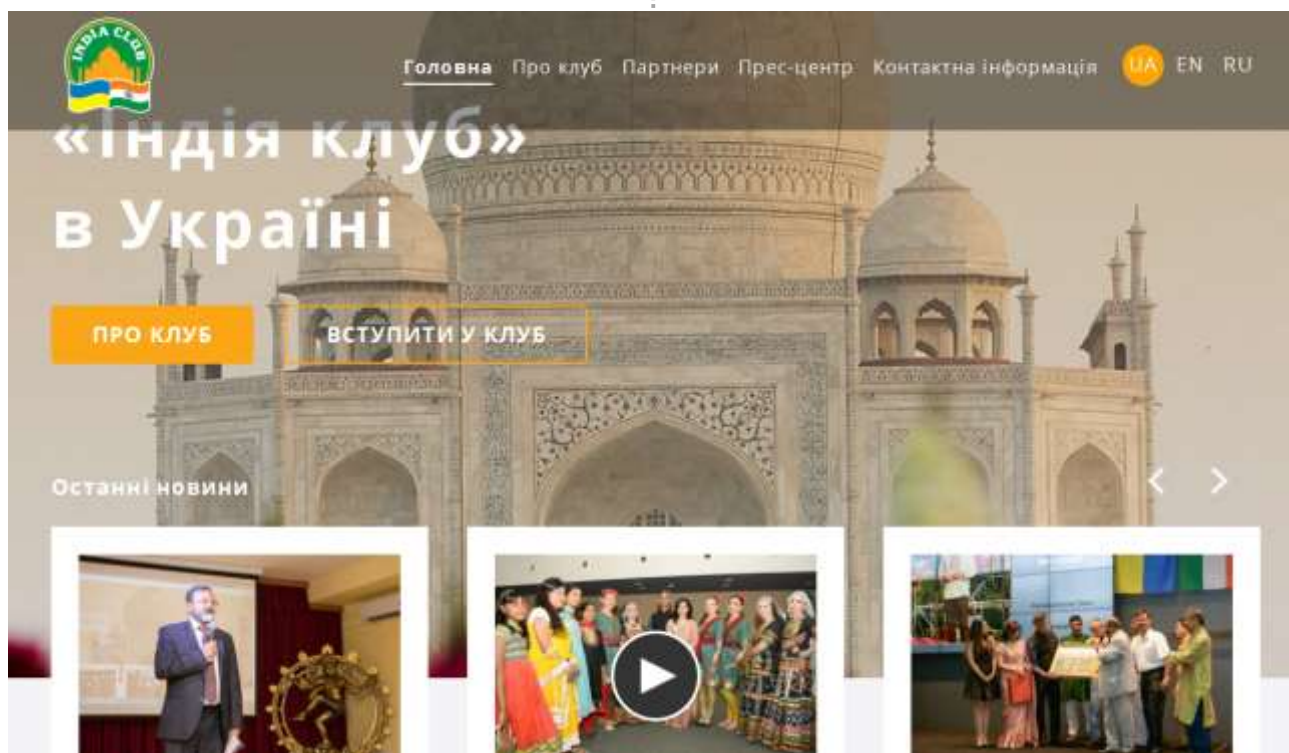 INDIA CLUB
Головна Про клуб Партнери Прес-центр Контактна інформація UA EN RU
«Індія клуб»
в Україні
ПРО КЛУБ ВСТУПИТИ У КЛУБ
Останні новини